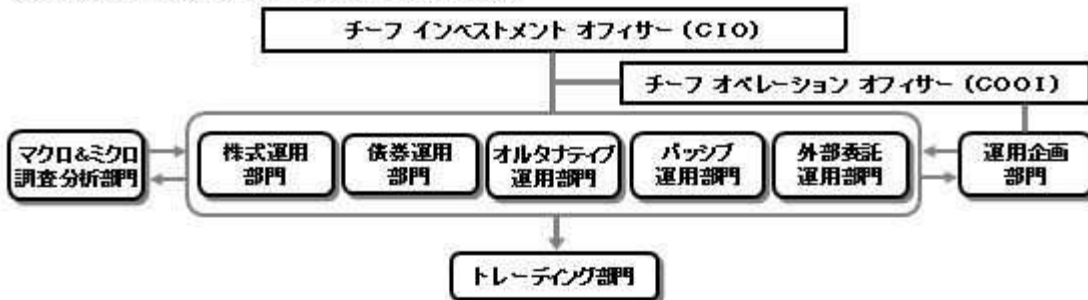 チーフ インベストメント オフィサー (CIO)
チーフ オペレーション オフィサー (COOI)
マクロ&ミクロ
調査分析部門
株式運用
部門
債券運用
部門
オルタナティブ
運用部門
パッシブ
運用部門
外部委託
運用部門
運用企画
部門
トレーディング部門